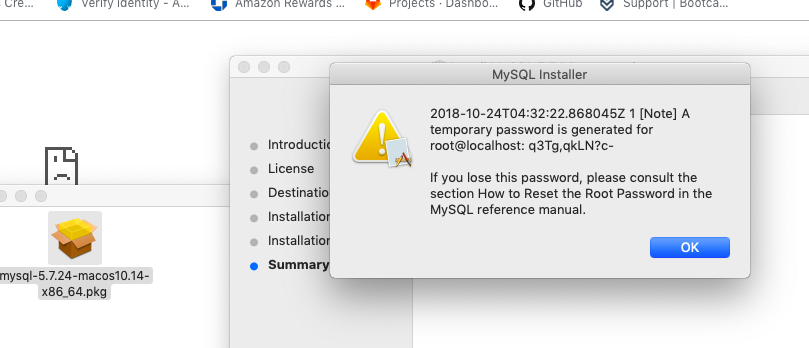 Cre... Verify Identity - A... Amazon Rewards ... Projects · Dashbo... GitHub Support | Bootca...
MySQL Installer
2018-10-24T04:32:22.868045Z 1 [Note] A
temporary password is generated for
root@localhost: q3Tg,qkLN?c-
If you lose this password, please consult the
section How to Reset the Root Password in the
MySQL reference manual.
OK
Introductio
License
Destination
Installation
Installation
Summary
mysql-5.7.24-macos10.14-
x86_64.pkg